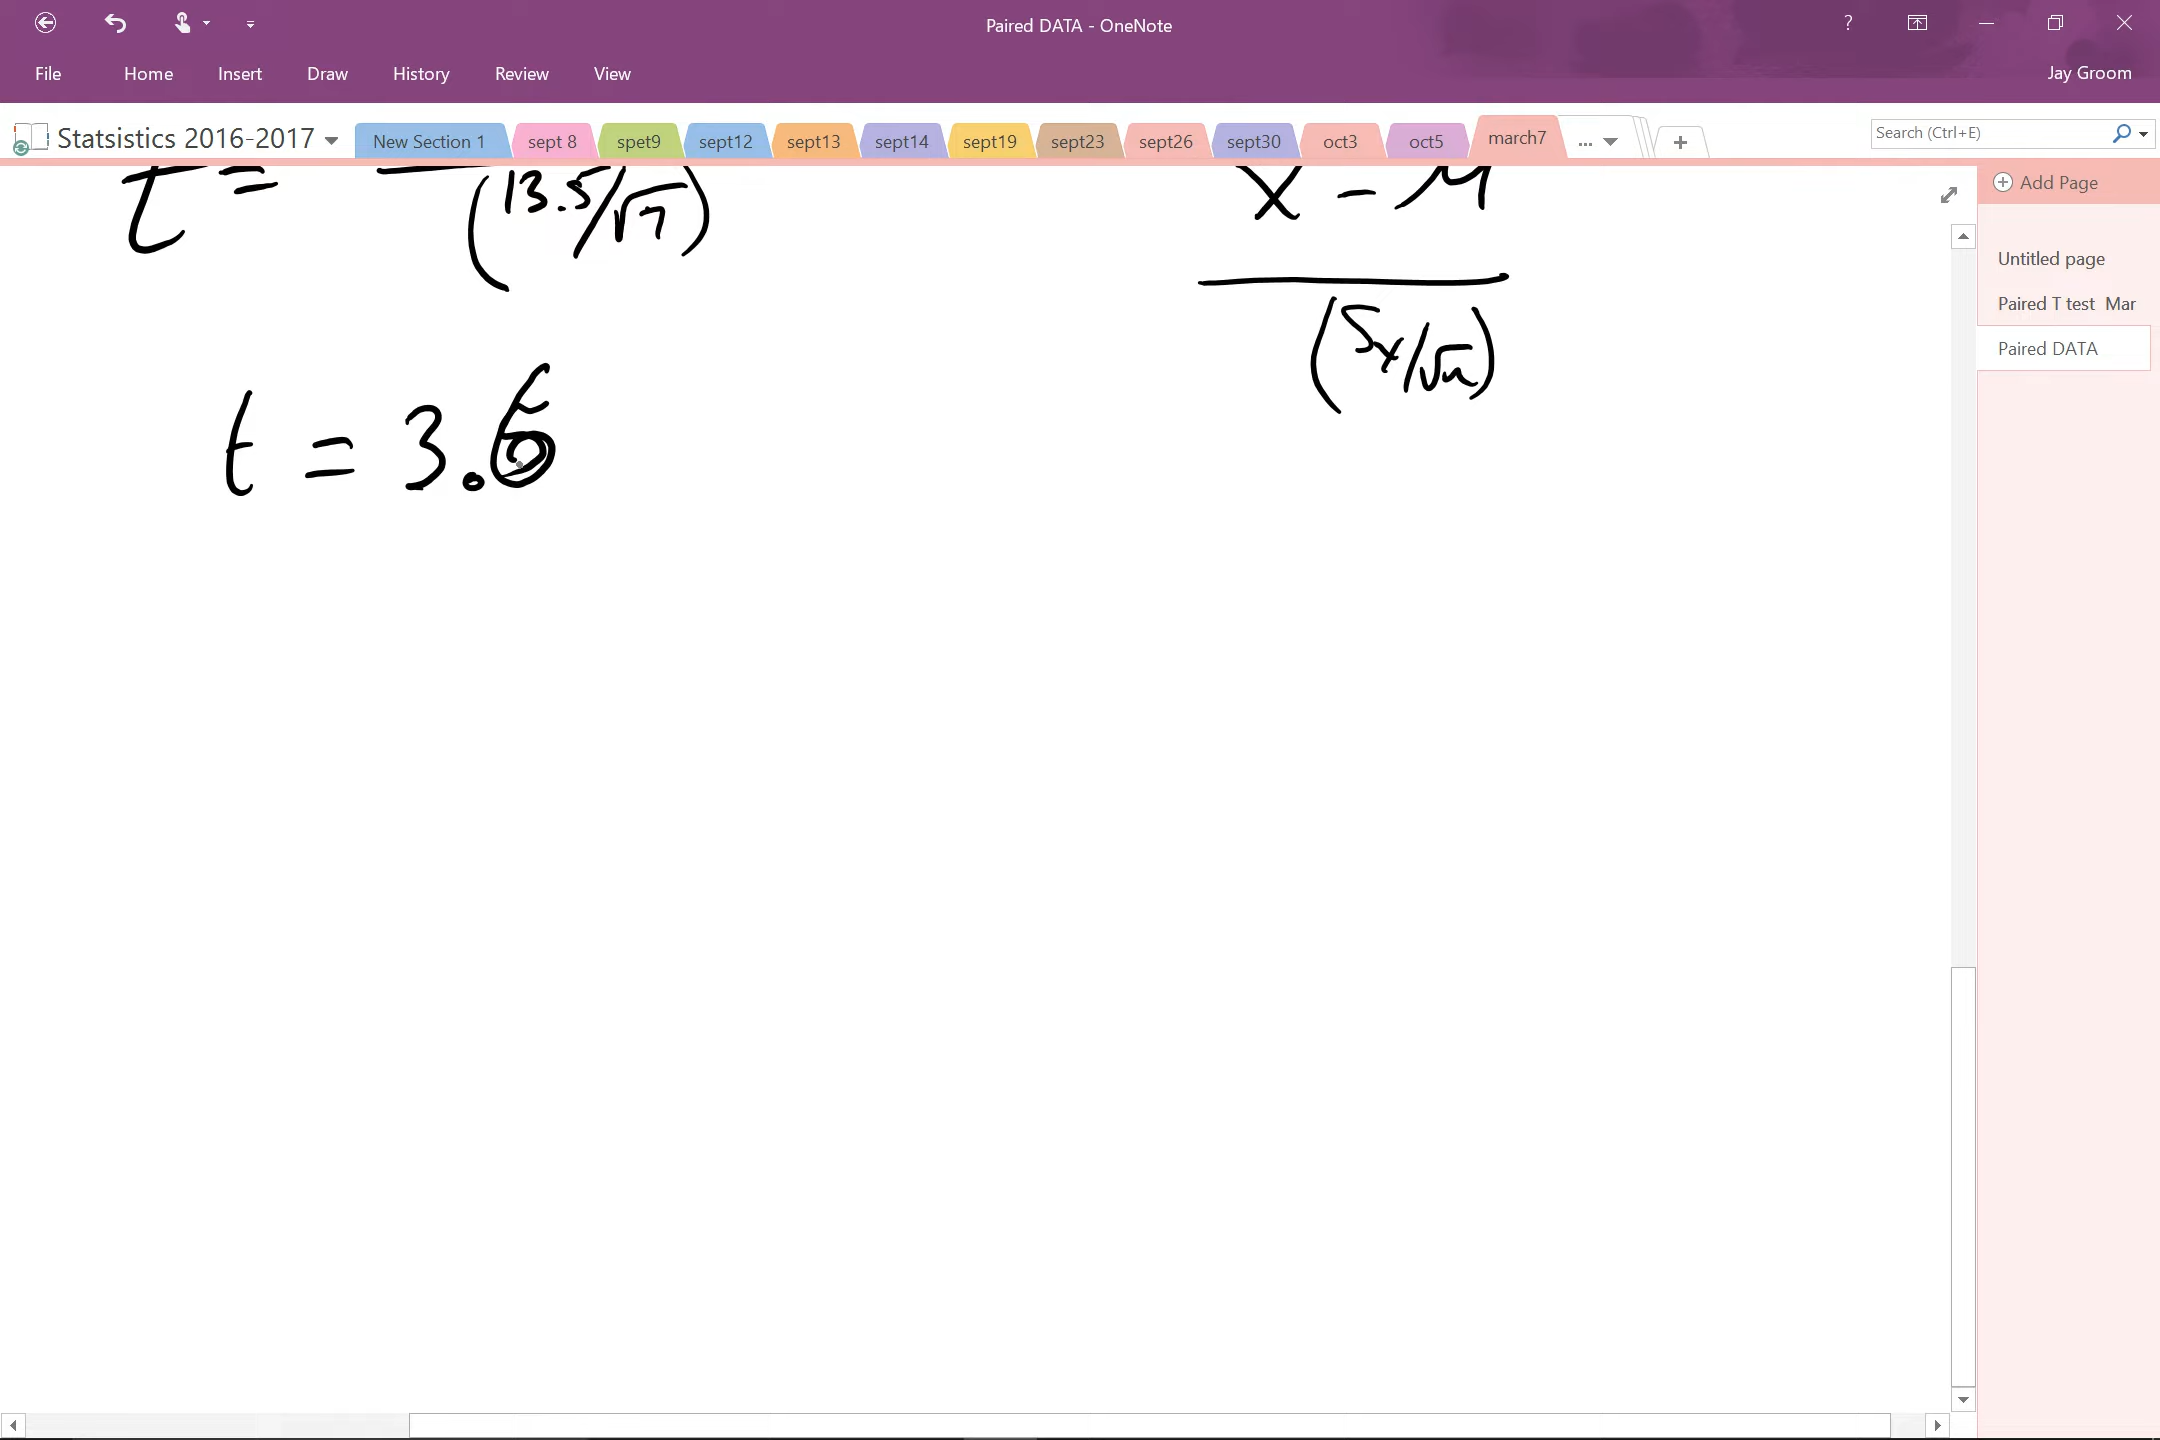 Paired DATA - OneNote
?
File Home Insert Draw History Review View
Jay Groom
Statsistics 2016-2017
New Section 1 sept 8 spet9 sept12 sept13 sept14 sept19 sept23 sept26 sept30 oct3 oct5 march7 ... +
Search (Ctrl+E)
Add Page
Untitled page
Paired T test Mar
Paired DATA
t =
(13.5/√7)
x - μ
(Sx/√n)
t = 3.6